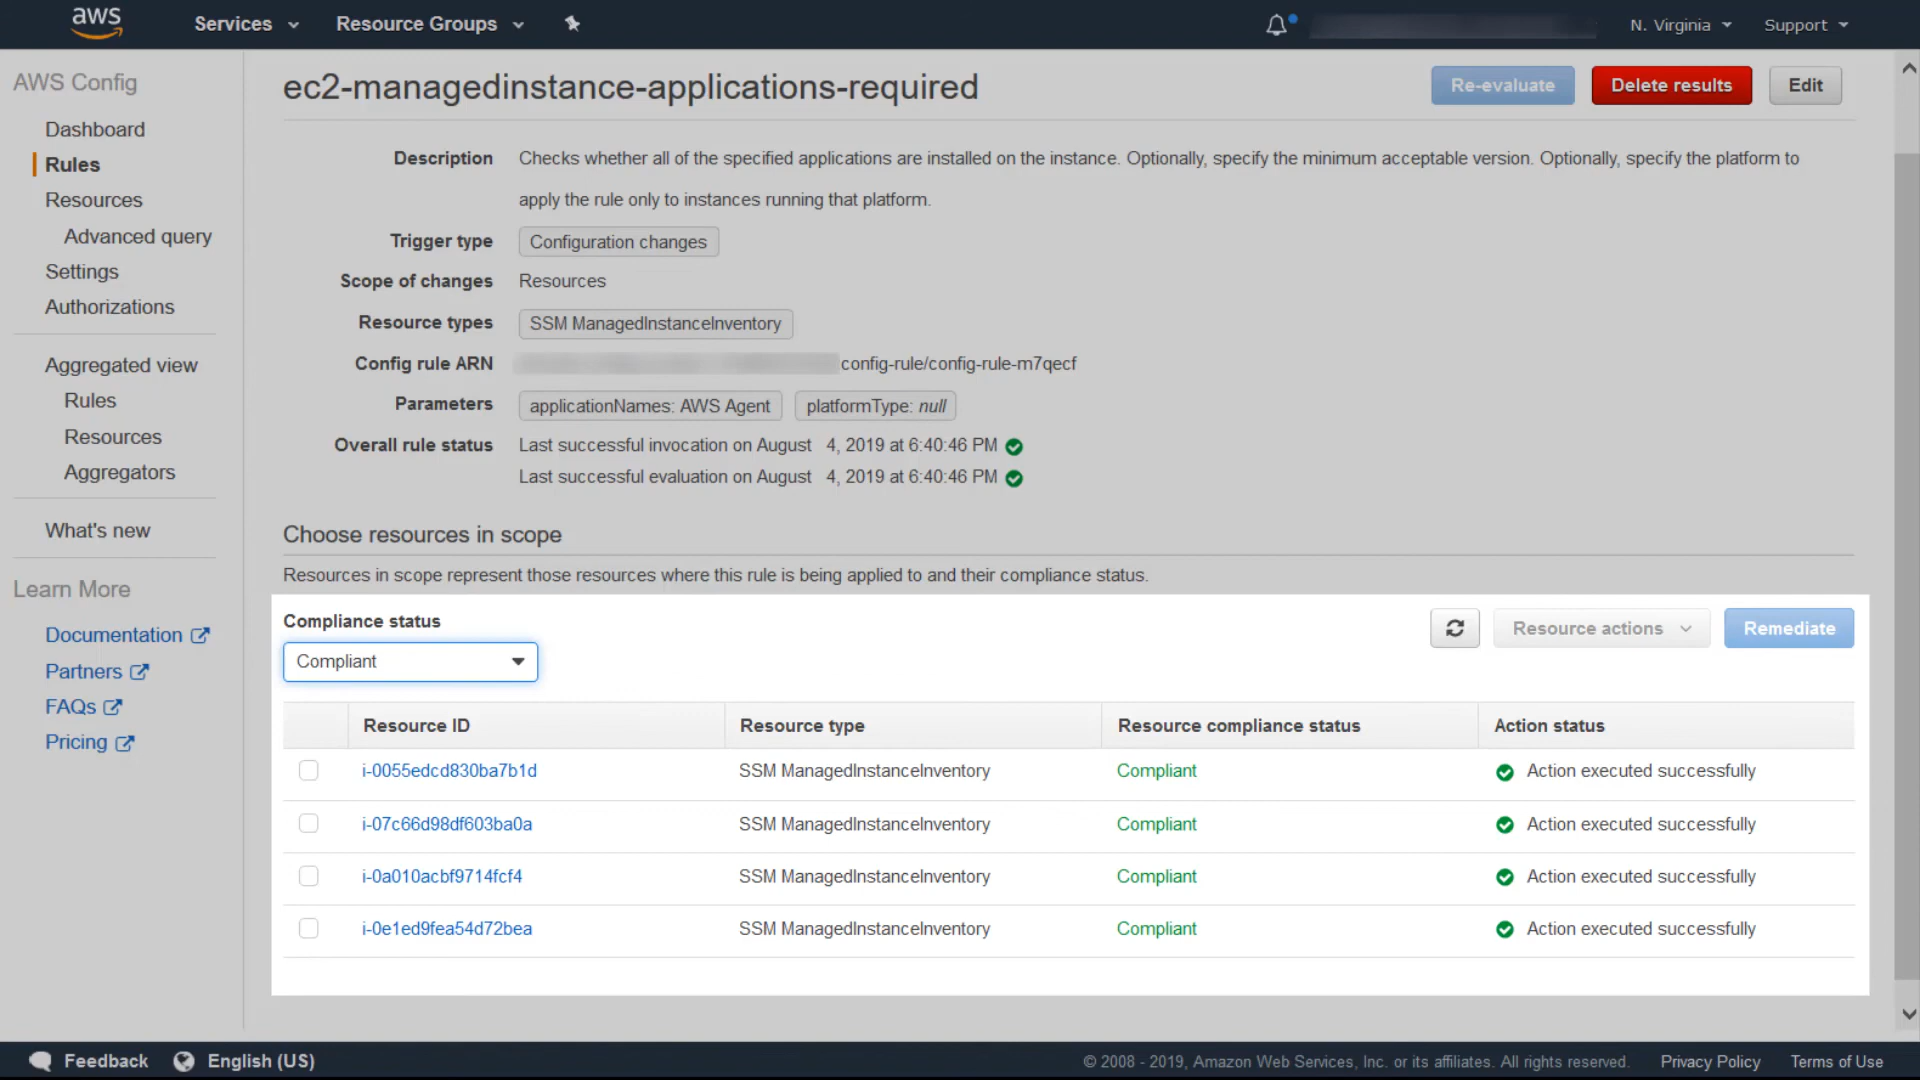 aws
Services
Resource Groups
N. Virginia
Support
AWS Config
Dashboard
Rules
Resources
Advanced query
Settings
Authorizations
Aggregated view
Rules
Resources
Aggregators
What's new
Learn More
Documentation
Partners
FAQs
Pricing
ec2-managedinstance-applications-required
Re-evaluate
Delete results
Edit
Description Checks whether all of the specified applications are installed on the instance. Optionally, specify the minimum acceptable version. Optionally, specify the platform to
apply the rule only to instances running that platform.
Trigger type Configuration changes
Scope of changes Resources
Resource types SSM ManagedInstanceInventory
Config rule ARN config-rule/config-rule-m7qecf
Parameters applicationNames: AWS Agent platformType: null
Overall rule status Last successful invocation on August 4, 2019 at 6:40:46 PM
Last successful evaluation on August 4, 2019 at 6:40:46 PM
Choose resources in scope
Resources in scope represent those resources where this rule is being applied to and their compliance status.
Compliance status
Compliant
Resource actions
Remediate
Resource ID Resource type Resource compliance status Action status
i-0055edcd830ba7b1d SSM ManagedInstanceInventory Compliant Action executed successfully
i-07c66d98df603ba0a SSM ManagedInstanceInventory Compliant Action executed successfully
i-0a010acbf9714fcf4 SSM ManagedInstanceInventory Compliant Action executed successfully
i-0e1ed9fea54d72bea SSM ManagedInstanceInventory Compliant Action executed successfully
Feedback
English (US)
© 2008 - 2019, Amazon Web Services, Inc. or its affiliates. All rights reserved.
Privacy Policy
Terms of Use